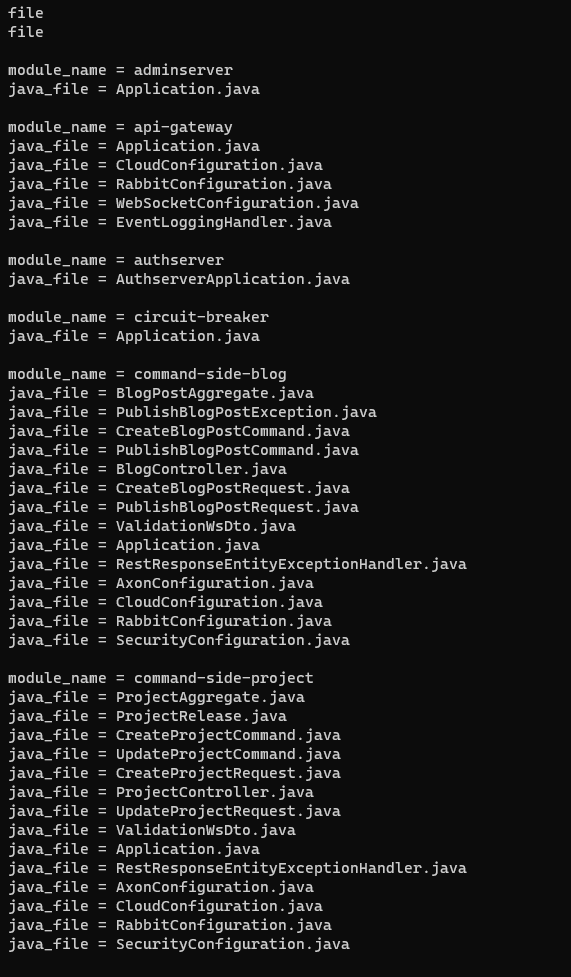 file
file
module_name = adminserver
java_file = Application.java
module_name = api-gateway
java_file = Application.java
java_file = CloudConfiguration.java
java_file = RabbitConfiguration.java
java_file = WebSocketConfiguration.java
java_file = EventLoggingHandler.java
module_name = authserver
java_file = AuthserverApplication.java
module_name = circuit-breaker
java_file = Application.java
module_name = command-side-blog
java_file = BlogPostAggregate.java
java_file = PublishBlogPostException.java
java_file = CreateBlogPostCommand.java
java_file = PublishBlogPostCommand.java
java_file = BlogController.java
java_file = CreateBlogPostRequest.java
java_file = PublishBlogPostRequest.java
java_file = ValidationWsDto.java
java_file = Application.java
java_file = RestResponseEntityExceptionHandler.java
java_file = AxonConfiguration.java
java_file = CloudConfiguration.java
java_file = RabbitConfiguration.java
java_file = SecurityConfiguration.java
module_name = command-side-project
java_file = ProjectAggregate.java
java_file = ProjectRelease.java
java_file = CreateProjectCommand.java
java_file = UpdateProjectCommand.java
java_file = CreateProjectRequest.java
java_file = ProjectController.java
java_file = UpdateProjectRequest.java
java_file = ValidationWsDto.java
java_file = Application.java
java_file = RestResponseEntityExceptionHandler.java
java_file = AxonConfiguration.java
java_file = CloudConfiguration.java
java_file = RabbitConfiguration.java
java_file = SecurityConfiguration.java